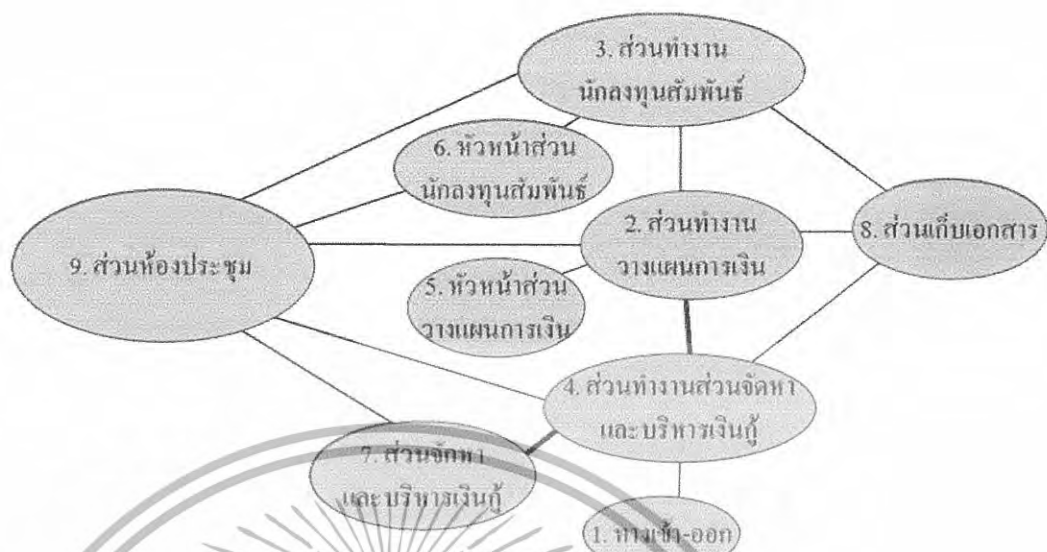 3. ส่วนทำงาน
นักลงทุนสัมพันธ์
6. หัวหน้าส่วน
นักลงทุนสัมพันธ์
2. ส่วนทำงาน
วางแผนการเงิน
8. ส่วนเก็บเอกสาร
9. ส่วนห้องประชุม
5. หัวหน้าส่วน
วางแผนการเงิน
4. ส่วนทำงานส่วนจัดหา
และบริหารเงินกู้
7. ส่วนจัดหา
และบริหารเงินกู้
1. ทางเข้า-ออก